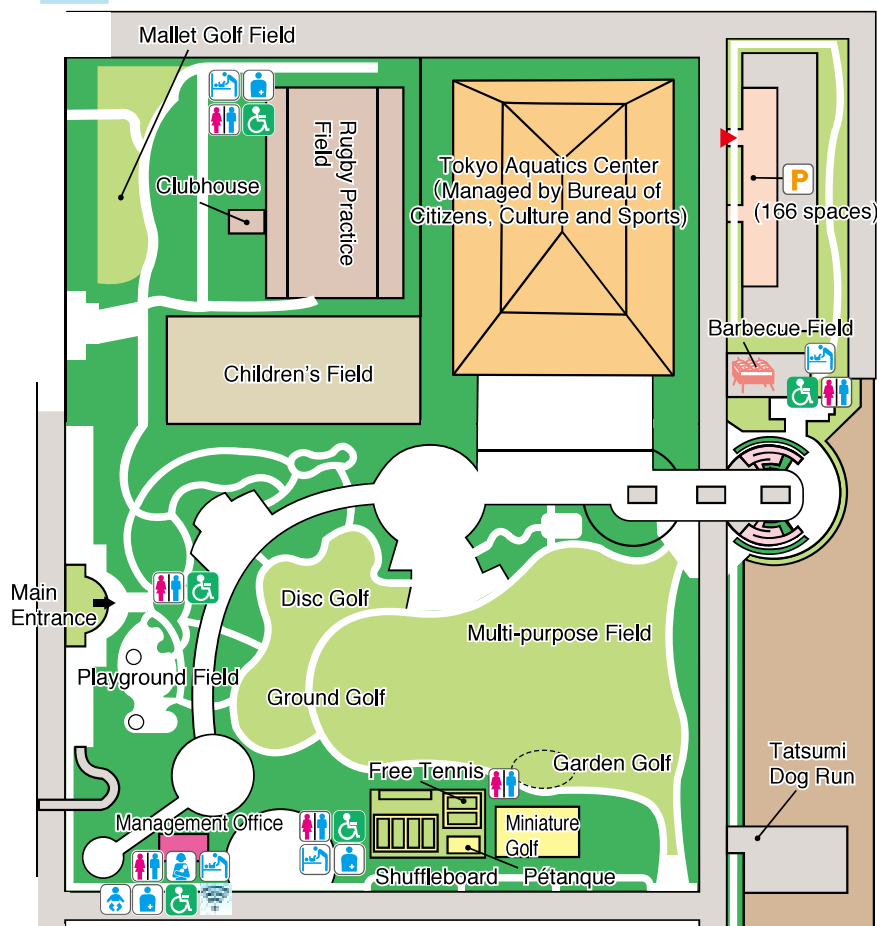 Mallet Golf Field
Rugby Practice
Field
Clubhouse
Tokyo Aquatics Center
(Managed by Bureau of
Citizens, Culture and Sports)
P
(166 spaces)
Barbecue Field
Children's Field
Main
Entrance
Disc Golf
Multi-purpose Field
Playground Field
Ground Golf
Free Tennis
Garden Golf
Tatsumi
Dog Run
Management Office
Miniature
Golf
Shuffleboard
Pétanque